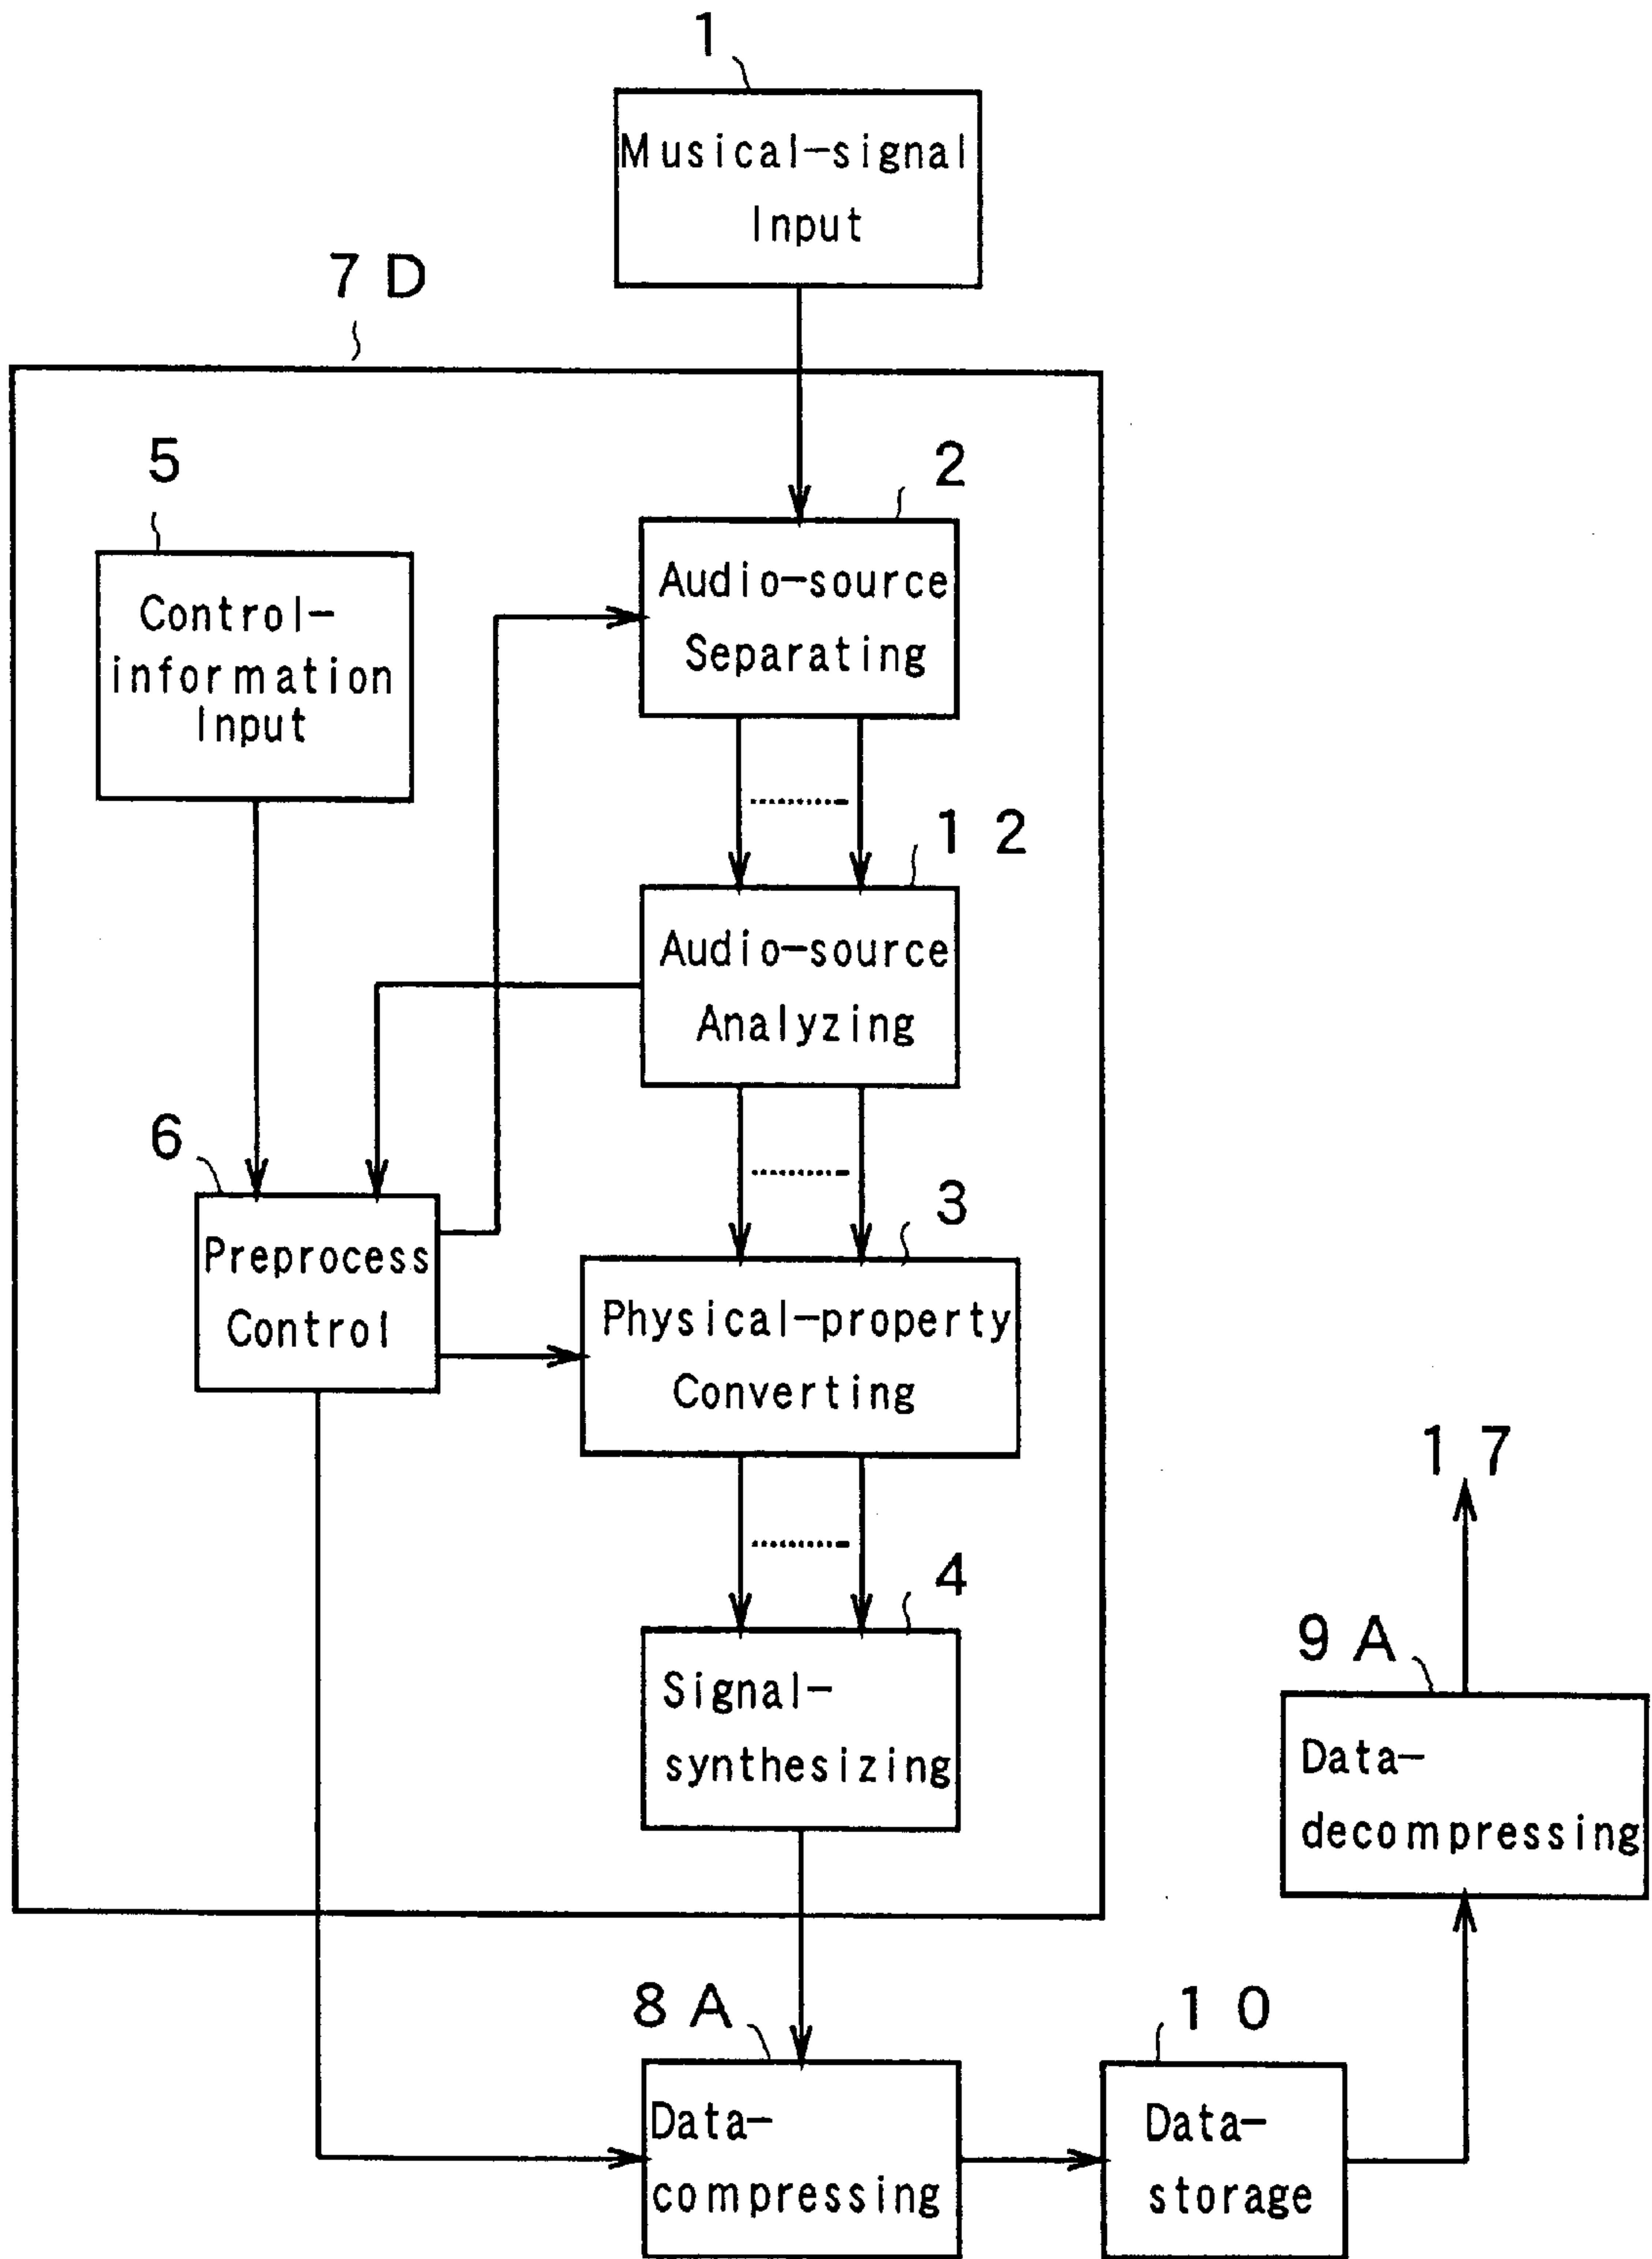 1
Musical-signal
Input
7D
5
Control-
information
Input
2
Audio-source
Separating
12
Audio-source
Analyzing
6
Preprocess
Control
3
Physical-property
Converting
4
Signal-
synthesizing
17
9A
Data-
decompressing
8A
Data-
compressing
10
Data-
storage